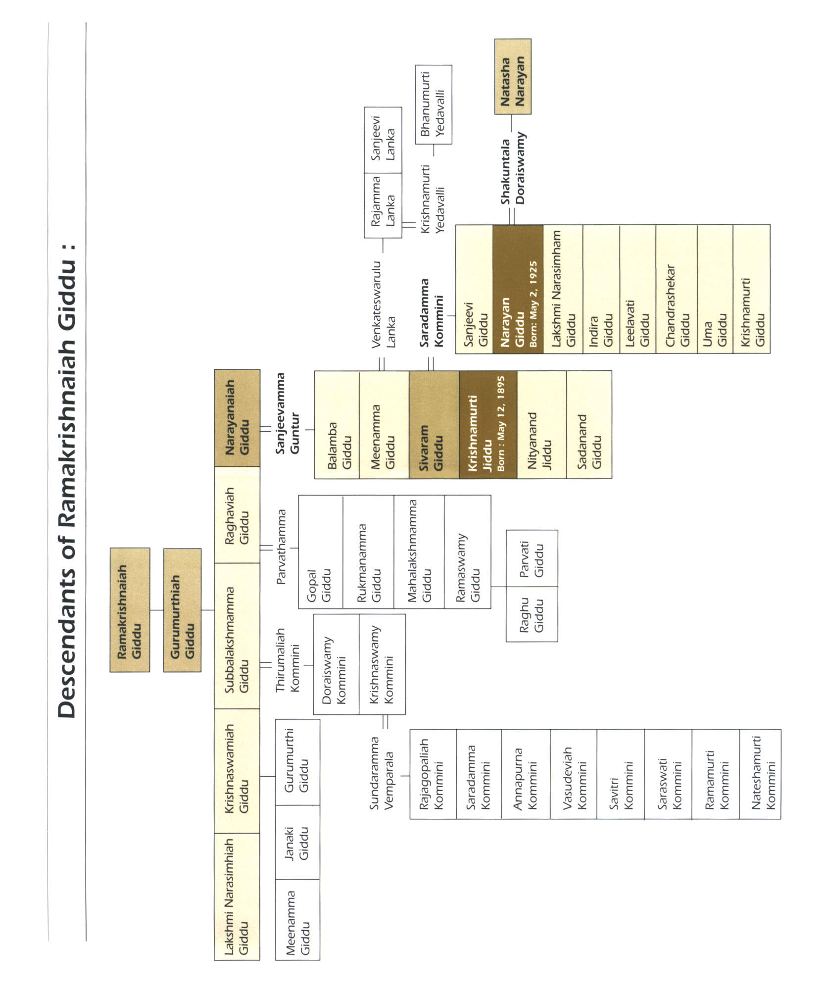 Descendants of Ramakrishnaiah Giddu :
Ramakrishnaiah
Giddu
Gurumurthiah
Giddu
Lakshmi Narasimhiah
Giddu
Krishnaswamiah
Giddu
Subbalakshmamma
Giddu
Raghaviah
Giddu
Narayanaiah
Giddu
Meenamma
Giddu
Janaki
Giddu
Gurumurthi
Giddu
Thirumaliah
Kommini
Doraiswamy
Kommini
Krishnaswamy
Kommini
Sundaramma
Vemparala
Rajagopaliah
Kommini
Saradamma
Kommini
Annapurna
Kommini
Vasudeviah
Kommini
Savitri
Kommini
Saraswati
Kommini
Ramamurti
Kommini
Nateshamurti
Kommini
Parvathamma
Gopal
Giddu
Rukmanamma
Giddu
Mahalakshmamma
Giddu
Ramaswamy
Giddu
Raghu
Giddu
Parvati
Giddu
Sanjeevamma
Guntur
Balamba
Giddu
Meenamma
Giddu
Sivaram
Giddu
Krishnamurti
Jiddu
Born : May 12, 1895
Nityanand
Jiddu
Sadanand
Giddu
Venkateswarulu
Lanka
Rajamma
Lanka
Sanjeevi
Lanka
Krishnamurti
Yedavalli
Bhanumurti
Yedavalli
Saradamma
Kommini
Sanjeevi
Giddu
Narayan
Giddu
Born: May 2, 1925
Lakshmi Narasimham
Giddu
Indira
Giddu
Leelavati
Giddu
Chandrashekar
Giddu
Uma
Giddu
Krishnamurti
Giddu
Shakuntala
Doraiswamy
Natasha
Narayan